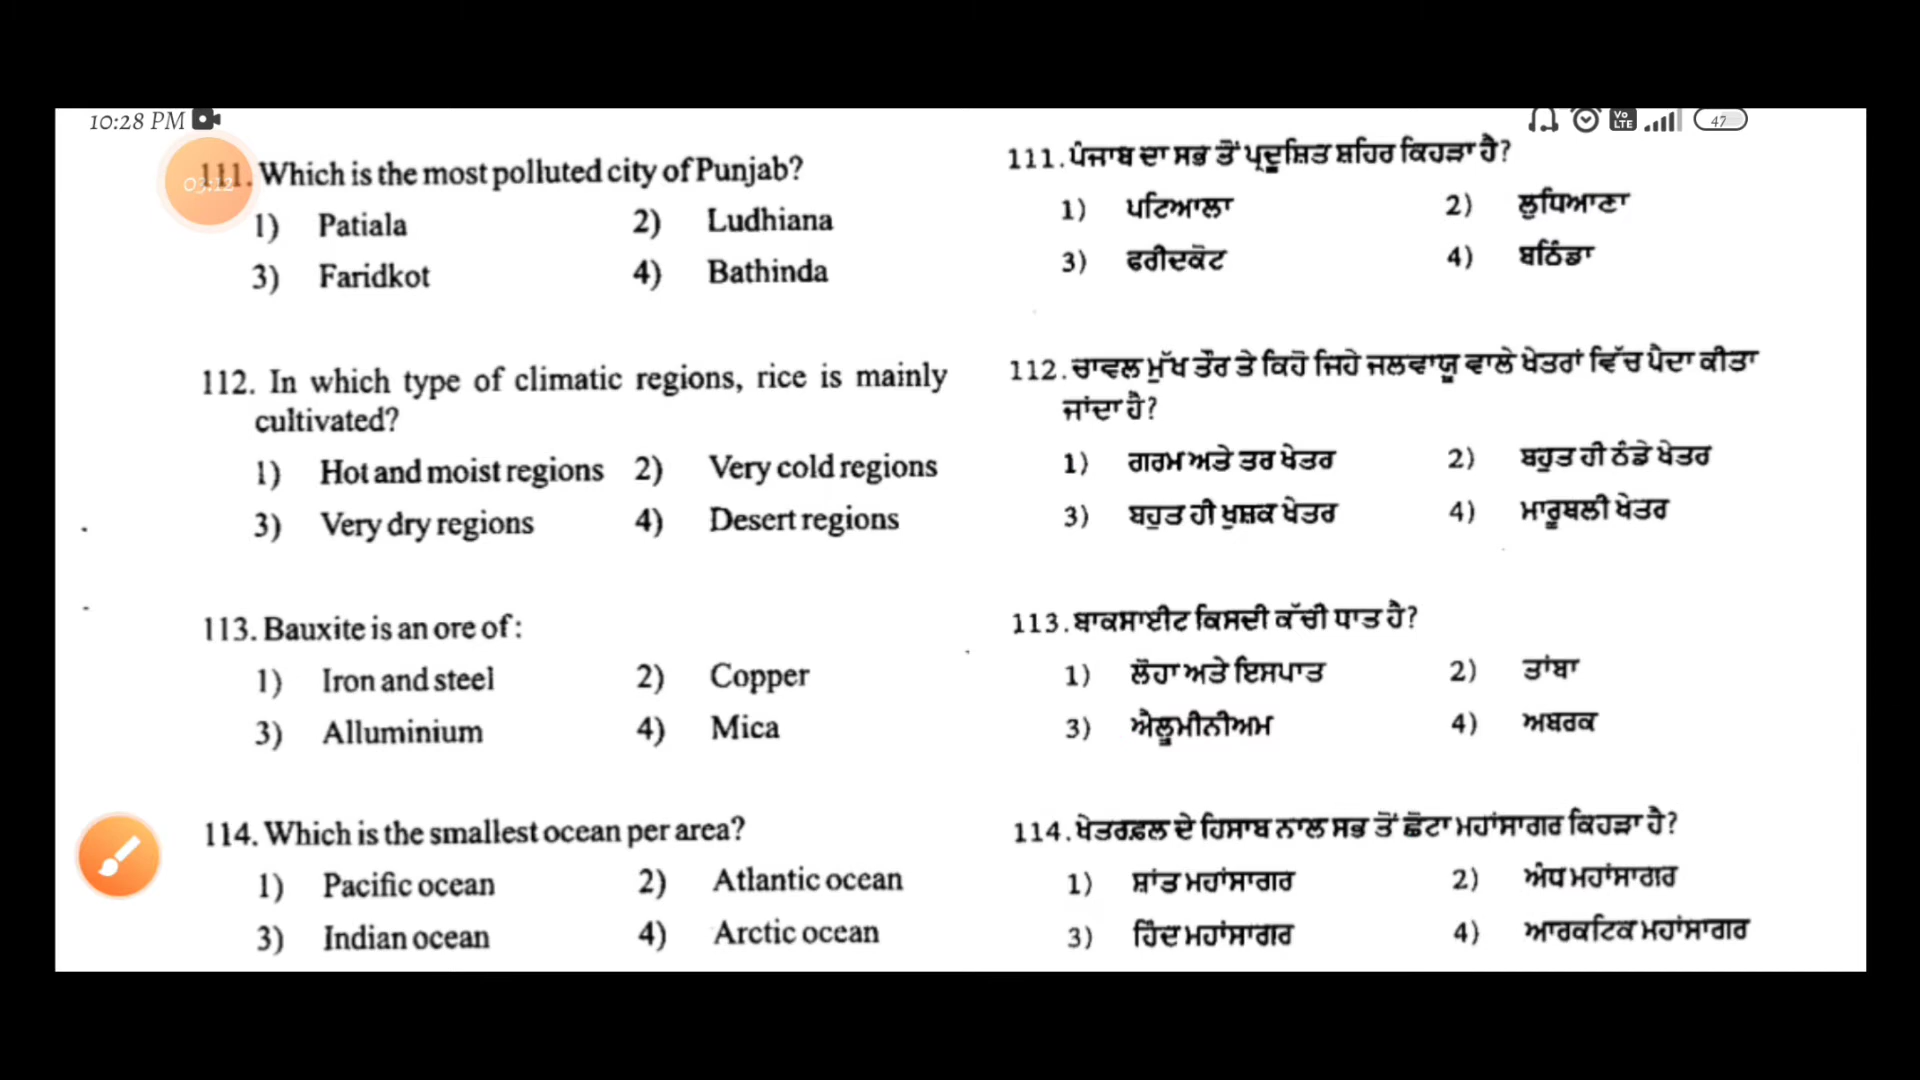 10:28 PM
47
03:12
111. Which is the most polluted city of Punjab?
1) Patiala 2) Ludhiana
3) Faridkot 4) Bathinda
112. In which type of climatic regions, rice is mainly
cultivated?
1) Hot and moist regions 2) Very cold regions
3) Very dry regions 4) Desert regions
113. Bauxite is an ore of :
1) Iron and steel 2) Copper
3) Alluminium 4) Mica
114. Which is the smallest ocean per area?
1) Pacific ocean 2) Atlantic ocean
3) Indian ocean 4) Arctic ocean
111. ਪੰਜਾਬ ਦਾ ਸਭ ਤੋਂ ਪ੍ਰਦੂਸ਼ਿਤ ਸ਼ਹਿਰ ਕਿਹੜਾ ਹੈ?
1) ਪਟਿਆਲਾ 2) ਲੁਧਿਆਣਾ
3) ਫਰੀਦਕੋਟ 4) ਬਠਿੰਡਾ
112. ਚਾਵਲ ਮੁੱਖ ਤੌਰ ਤੇ ਕਿਹੋ ਜਿਹੇ ਜਲਵਾਯੂ ਵਾਲੇ ਖੇਤਰਾਂ ਵਿੱਚ ਪੈਦਾ ਕੀਤਾ
ਜਾਂਦਾ ਹੈ?
1) ਗਰਮ ਅਤੇ ਤਰ ਖੇਤਰ 2) ਬਹੁਤ ਹੀ ਠੰਡੇ ਖੇਤਰ
3) ਬਹੁਤ ਹੀ ਖੁਸ਼ਕ ਖੇਤਰ 4) ਮਾਰੂਥਲੀ ਖੇਤਰ
113. ਬਾਕਸਾਈਟ ਕਿਸਦੀ ਕੱਚੀ ਧਾਤ ਹੈ?
1) ਲੋਹਾ ਅਤੇ ਇਸਪਾਤ 2) ਤਾਂਬਾ
3) ਐਲੂਮੀਨੀਅਮ 4) ਅਬਰਕ
114. ਖੇਤਰਫ਼ਲ ਦੇ ਹਿਸਾਬ ਨਾਲ ਸਭ ਤੋਂ ਛੋਟਾ ਮਹਾਂਸਾਗਰ ਕਿਹੜਾ ਹੈ?
1) ਸ਼ਾਂਤ ਮਹਾਂਸਾਗਰ 2) ਅੰਧ ਮਹਾਂਸਾਗਰ
3) ਹਿੰਦ ਮਹਾਂਸਾਗਰ 4) ਆਰਕਟਿਕ ਮਹਾਂਸਾਗਰ